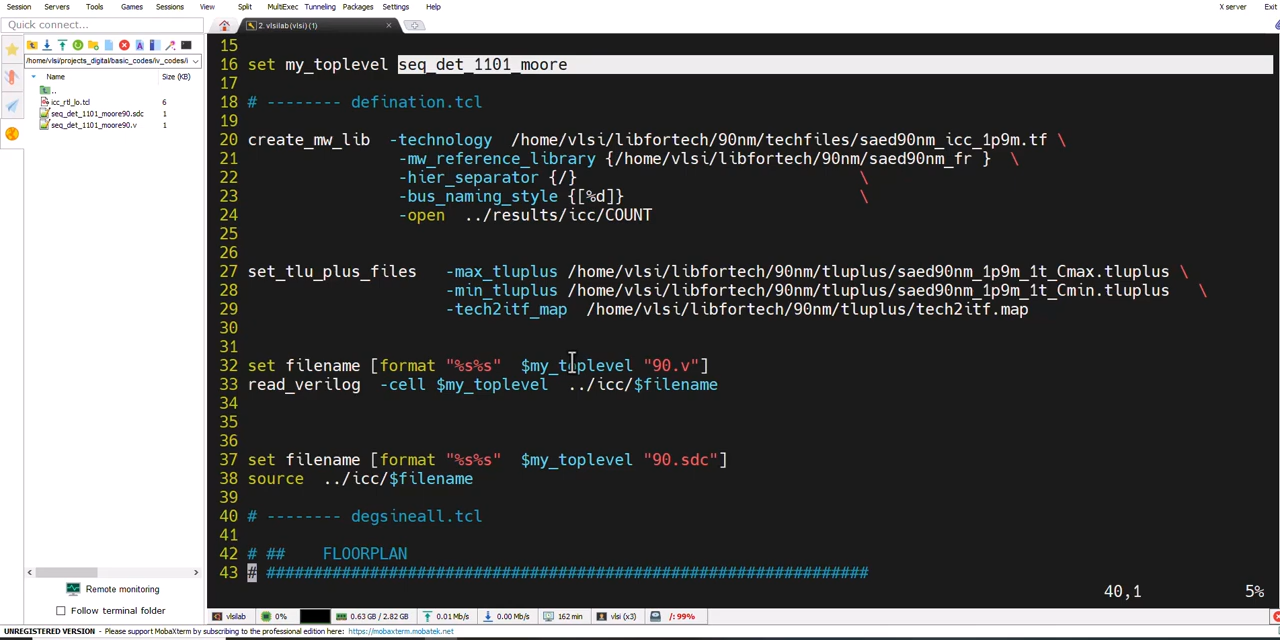 Session Servers Tools Games Sessions View Split MultiExec Tunneling Packages Settings Help X server Exit
Quick connect... 2. vlsilab(vlsi) (1)
/home/vlsi/projects_digital/basic_codes/iv_codes/i
Name Size (KB)
..
icc_rtl_lo.tcl 6
seq_det_1101_moore90.sdc 1
seq_det_1101_moore90.v 1
15
16 set my_toplevel seq_det_1101_moore
17
18 # -------- defination.tcl
19
20 create_mw_lib -technology /home/vlsi/libfortech/90nm/techfiles/saed90nm_icc_1p9m.tf \
21 -mw_reference_library {/home/vlsi/libfortech/90nm/saed90nm_fr } \
22 -hier_separator {/} \
23 -bus_naming_style {[%d]} \
24 -open ../results/icc/COUNT
25
26
27 set_tlu_plus_files -max_tluplus /home/vlsi/libfortech/90nm/tluplus/saed90nm_1p9m_1t_Cmax.tluplus \
28 -min_tluplus /home/vlsi/libfortech/90nm/tluplus/saed90nm_1p9m_1t_Cmin.tluplus \
29 -tech2itf_map /home/vlsi/libfortech/90nm/tluplus/tech2itf.map
30
31
32 set filename [format "%s%s" $my_toplevel "90.v"]
33 read_verilog -cell $my_toplevel ../icc/$filename
34
35
36
37 set filename [format "%s%s" $my_toplevel "90.sdc"]
38 source ../icc/$filename
39
40 # -------- degsineall.tcl
41
42 # ## FLOORPLAN
43 # ################################################################
40,1 5%
Remote monitoring
Follow terminal folder
vlsilab 0% 0.63 GB / 2.82 GB 0.01 Mb/s 0.00 Mb/s 162 min vlsi (x3) /: 99%
UNREGISTERED VERSION - Please support MobaXterm by subscribing to the professional edition here: https://mobaxterm.mobatek.net